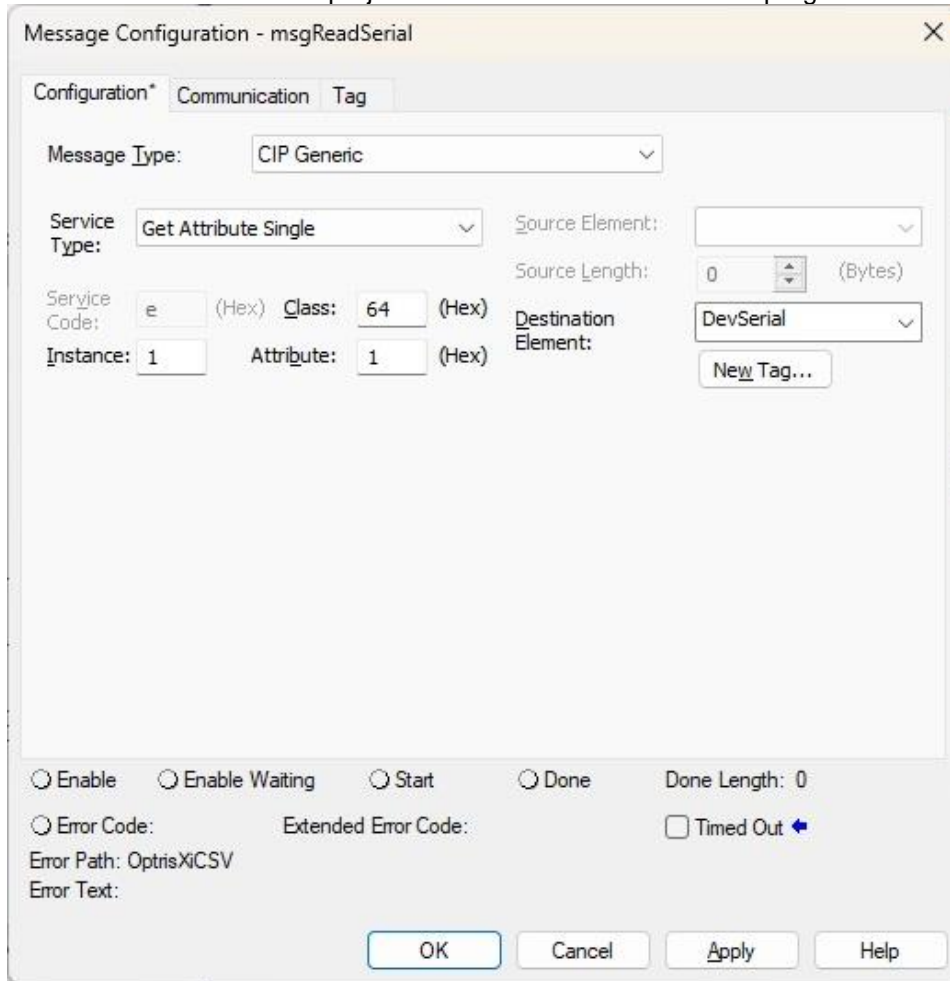 Message Configuration - msgReadSerial
Configuration* Communication Tag
Message Type: CIP Generic
Service Type: Get Attribute Single
Source Element:
Source Length: 0 (Bytes)
Service Code: e (Hex) Class: 64 (Hex)
Destination Element: DevSerial
Instance: 1 Attribute: 1 (Hex)
New Tag...
Enable Enable Waiting Start Done Done Length: 0
Error Code: Extended Error Code: Timed Out
Error Path: OptrisXiCSV
Error Text:
OK Cancel Apply Help